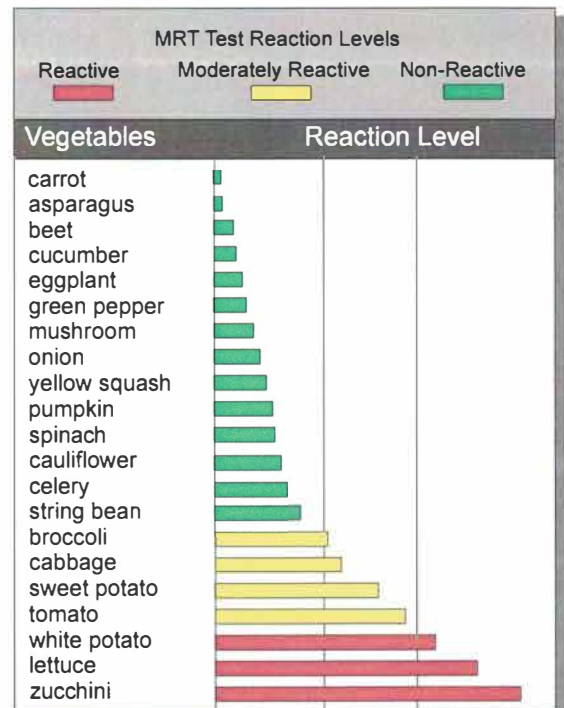 MRT Test Reaction Levels
Reactive Moderately Reactive Non-Reactive
Vegetables Reaction Level
carrot
asparagus
beet
cucumber
eggplant
green pepper
mushroom
onion
yellow squash
pumpkin
spinach
cauliflower
celery
string bean
broccoli
cabbage
sweet potato
tomato
white potato
lettuce
zucchini